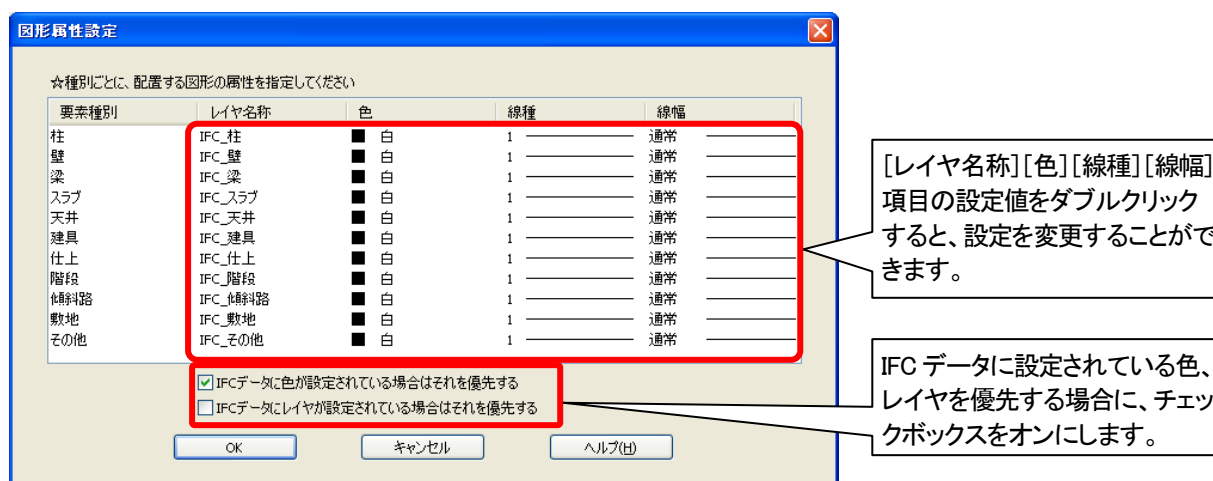 図形属性設定
☆種別ごとに、配置する図形の属性を指定してください
要素種別 レイヤ名称 色 線種 線幅
柱 IFC_柱 白 1 通常
壁 IFC_壁 白 1 通常
梁 IFC_梁 白 1 通常
スラブ IFC_スラブ 白 1 通常
天井 IFC_天井 白 1 通常
建具 IFC_建具 白 1 通常
仕上 IFC_仕上 白 1 通常
階段 IFC_階段 白 1 通常
傾斜路 IFC_傾斜路 白 1 通常
敷地 IFC_敷地 白 1 通常
その他 IFC_その他 白 1 通常
IFCデータに色が設定されている場合はそれを優先する
IFCデータにレイヤが設定されている場合はそれを優先する
OK キャンセル ヘルプ(H)
[レイヤ名称][色][線種][線幅]
項目の設定値をダブルクリック
すると、設定を変更することがで
きます。
IFC データに設定されている色、
レイヤを優先する場合に、チェッ
クボックスをオンにします。